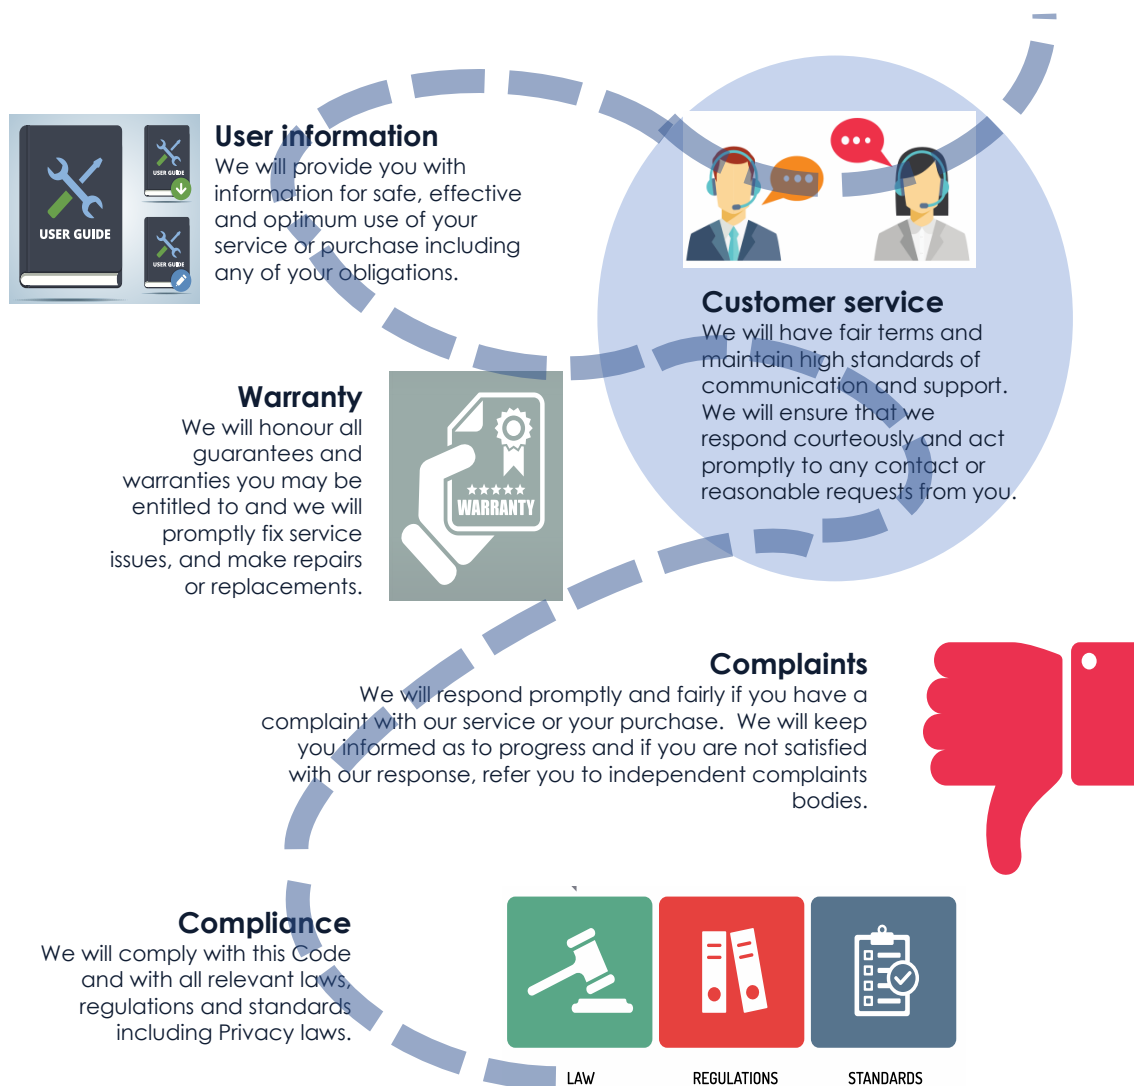 User information
We will provide you with
information for safe, effective
and optimum use of your
service or purchase including
any of your obligations.
USER GUIDE
USER GUIDE
USER GUIDE
Customer service
We will have fair terms and
maintain high standards of
communication and support.
We will ensure that we
respond courteously and act
promptly to any contact or
reasonable requests from you.
Warranty
We will honour all
guarantees and
warranties you may be
entitled to and we will
promptly fix service
issues, and make repairs
or replacements.
WARRANTY
Complaints
We will respond promptly and fairly if you have a
complaint with our service or your purchase.  We will keep
you informed as to progress and if you are not satisfied
with our response, refer you to independent complaints
bodies.
Compliance
We will comply with this Code
and with all relevant laws,
regulations and standards
including Privacy laws.
LAW
REGULATIONS
STANDARDS